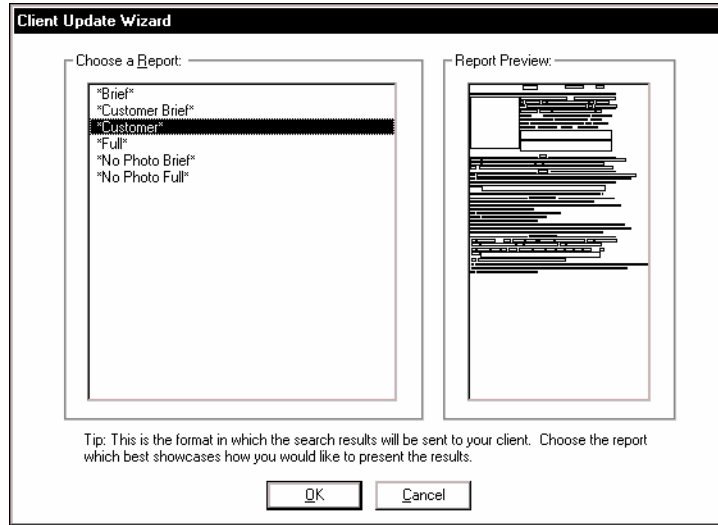 Client Update Wizard
Choose a Report:
Report Preview:
*Brief*
*Customer Brief*
*Customer*
*Full*
*No Photo Brief*
*No Photo Full*
Tip: This is the format in which the search results will be sent to your client. Choose the report
which best showcases how you would like to present the results.
OK
Cancel